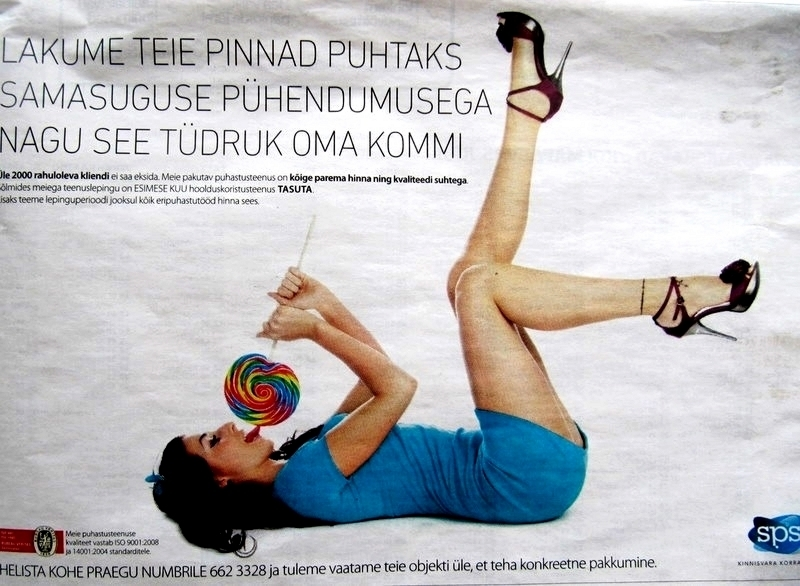 LAKUME TEIE PINNAD PUHTAKS
SAMASUGUSE PÜHENDUMUSEGA
NAGU SEE TÜDRUK OMA KOMMI
Üle 2000 rahuloleva kliendi ei saa eksida. Meie pakutav puhastusteenus on kõige parema hinna ning kvaliteedi suhtega.
Sõlmides meiega teenuslepingu on ESIMESE KUU hoolduskoristusteenus TASUTA.
Lisaks teeme lepinguperioodi jooksul kõik eripuhastustööd hinna sees.
Meie puhastusteenuse
kvaliteet vastab ISO 9001:2008
ja 14001:2004 standarditele.
HELISTA KOHE PRAEGU NUMBRILE 662 3328 ja tuleme vaatame teie objekti üle, et teha konkreetne pakkumine.
sps
KINNISVARA KORRA